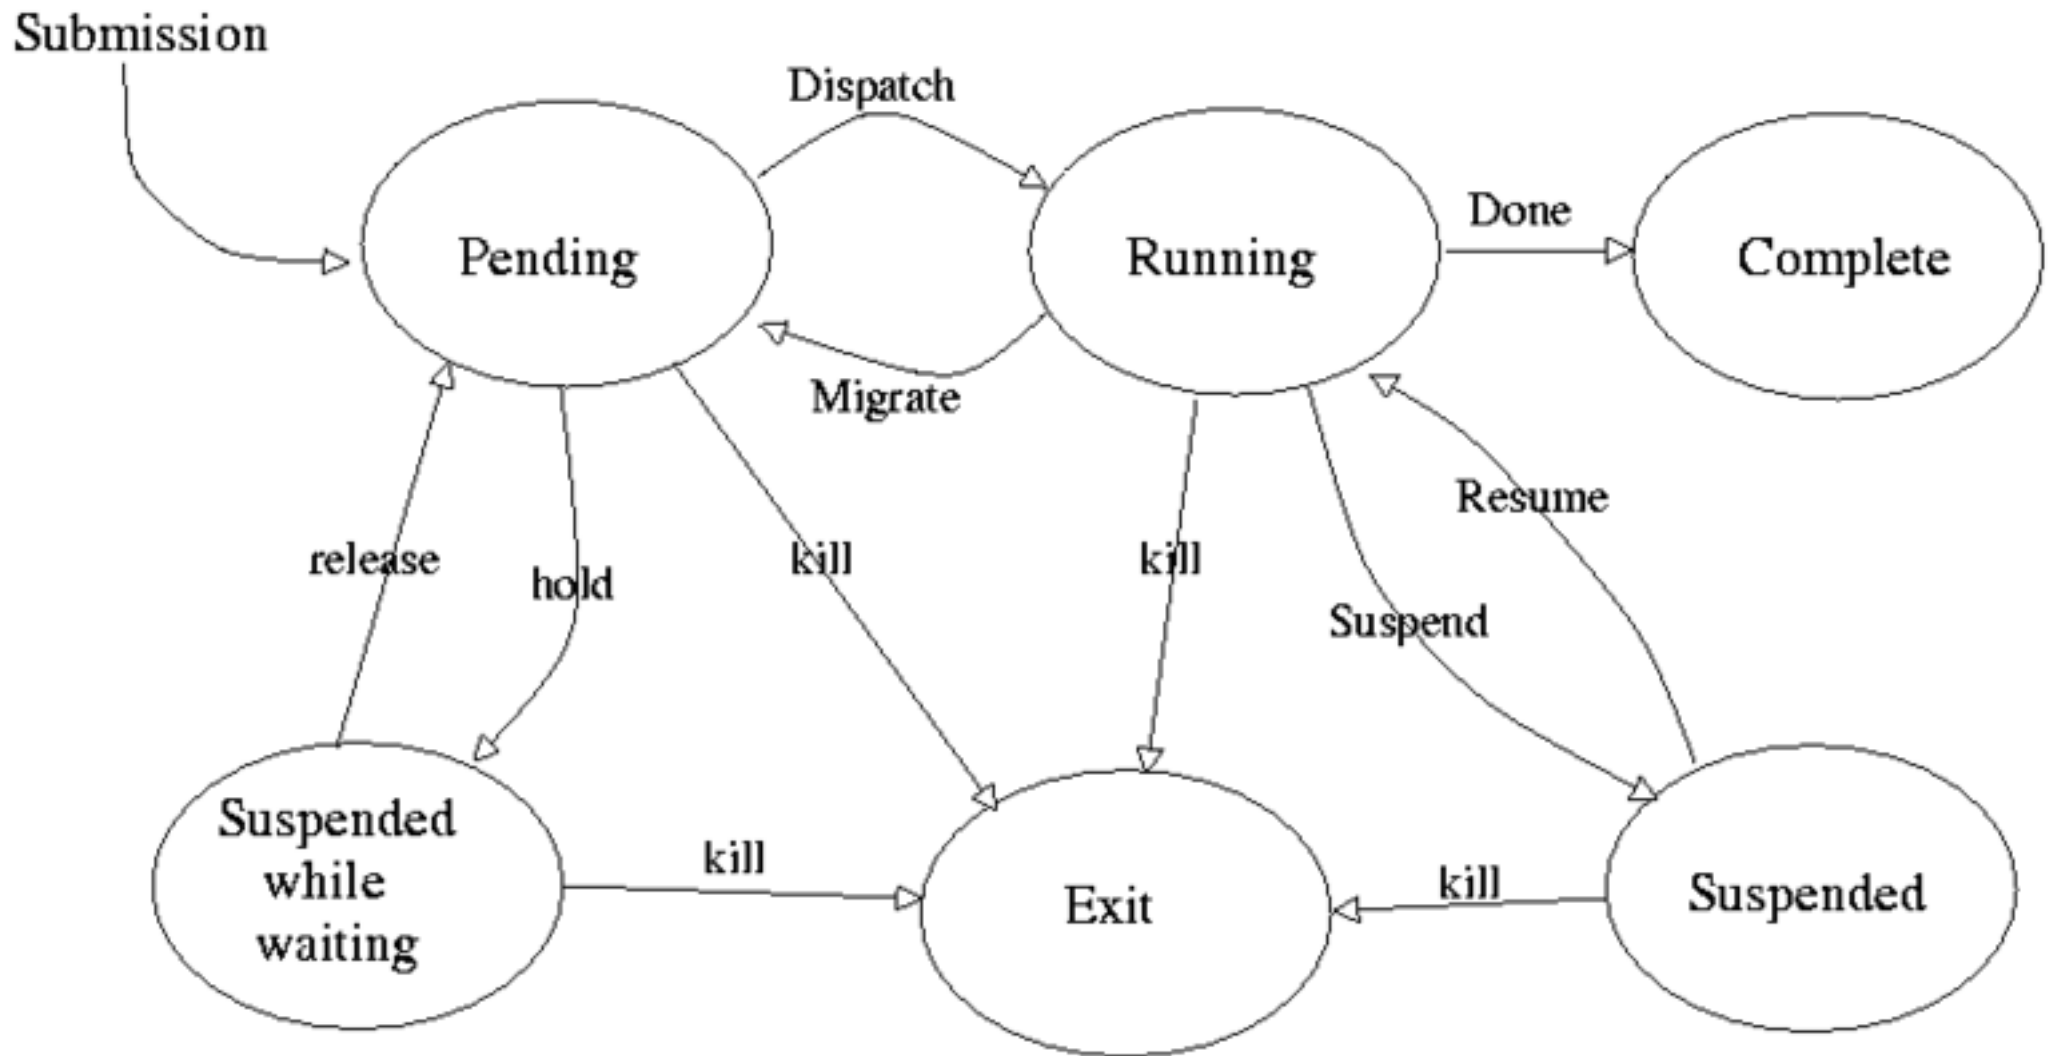 Submission
Dispatch
Done
Pending
Running
Complete
Migrate
Resume
release
hold
kill
kill
Suspend
Suspended
while
waiting
kill
Exit
kill
Suspended